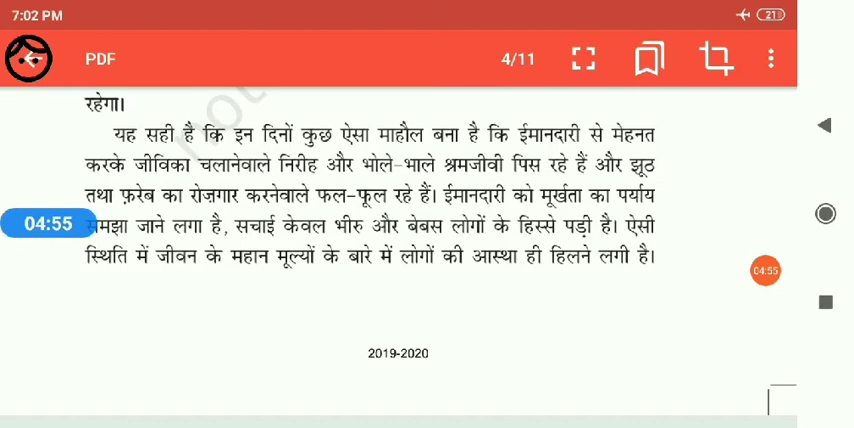 7:02 PM
21
PDF
4/11
not
रहेगा।
यह सही है कि इन दिनों कुछ ऐसा माहौल बना है कि ईमानदारी से मेहनत
करके जीविका चलानेवाले निरीह और भोले-भाले श्रमजीवी पिस रहे हैं और झूठ
तथा फ़रेब का रोज़गार करनेवाले फल-फूल रहे हैं। ईमानदारी को मूर्खता का पर्याय
04:55
समझा जाने लगा है, सचाई केवल भीरु और बेबस लोगों के हिस्से पड़ी है। ऐसी
स्थिति में जीवन के महान मूल्यों के बारे में लोगों की आस्था ही हिलने लगी है।
04:55
2019-2020